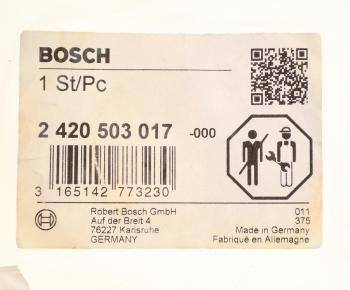 BOSCH
1 St/Pc
2 420 503 017 -000
3 165142 773230
Robert Bosch GmbH
Auf der Breit 4
76227 Karlsruhe
GERMANY
011
375
Made in Germany
Fabriqué en Allemagne